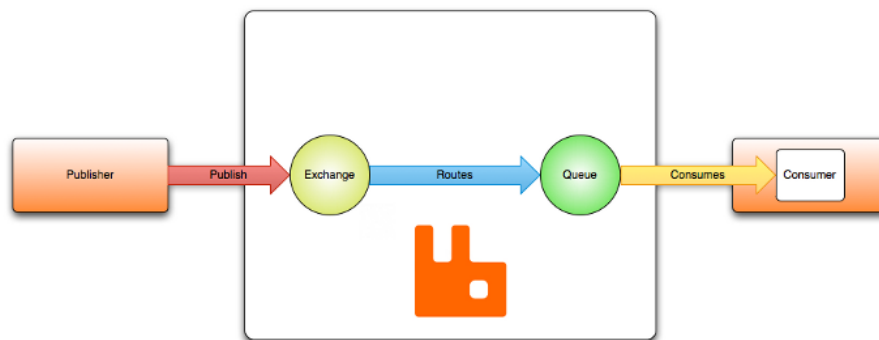 Publisher
Publish
Exchange
Routes
Queue
Consumes
Consumer